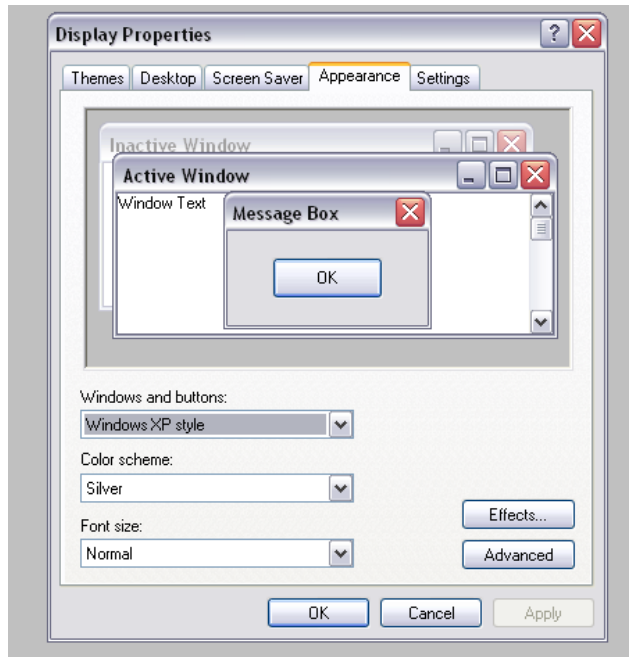 Display Properties
Themes Desktop Screen Saver Appearance Settings
Inactive Window
Active Window
Window Text
Message Box
OK
Windows and buttons:
Windows XP style
Color scheme:
Silver
Effects...
Font size:
Normal
Advanced
OK Cancel Apply